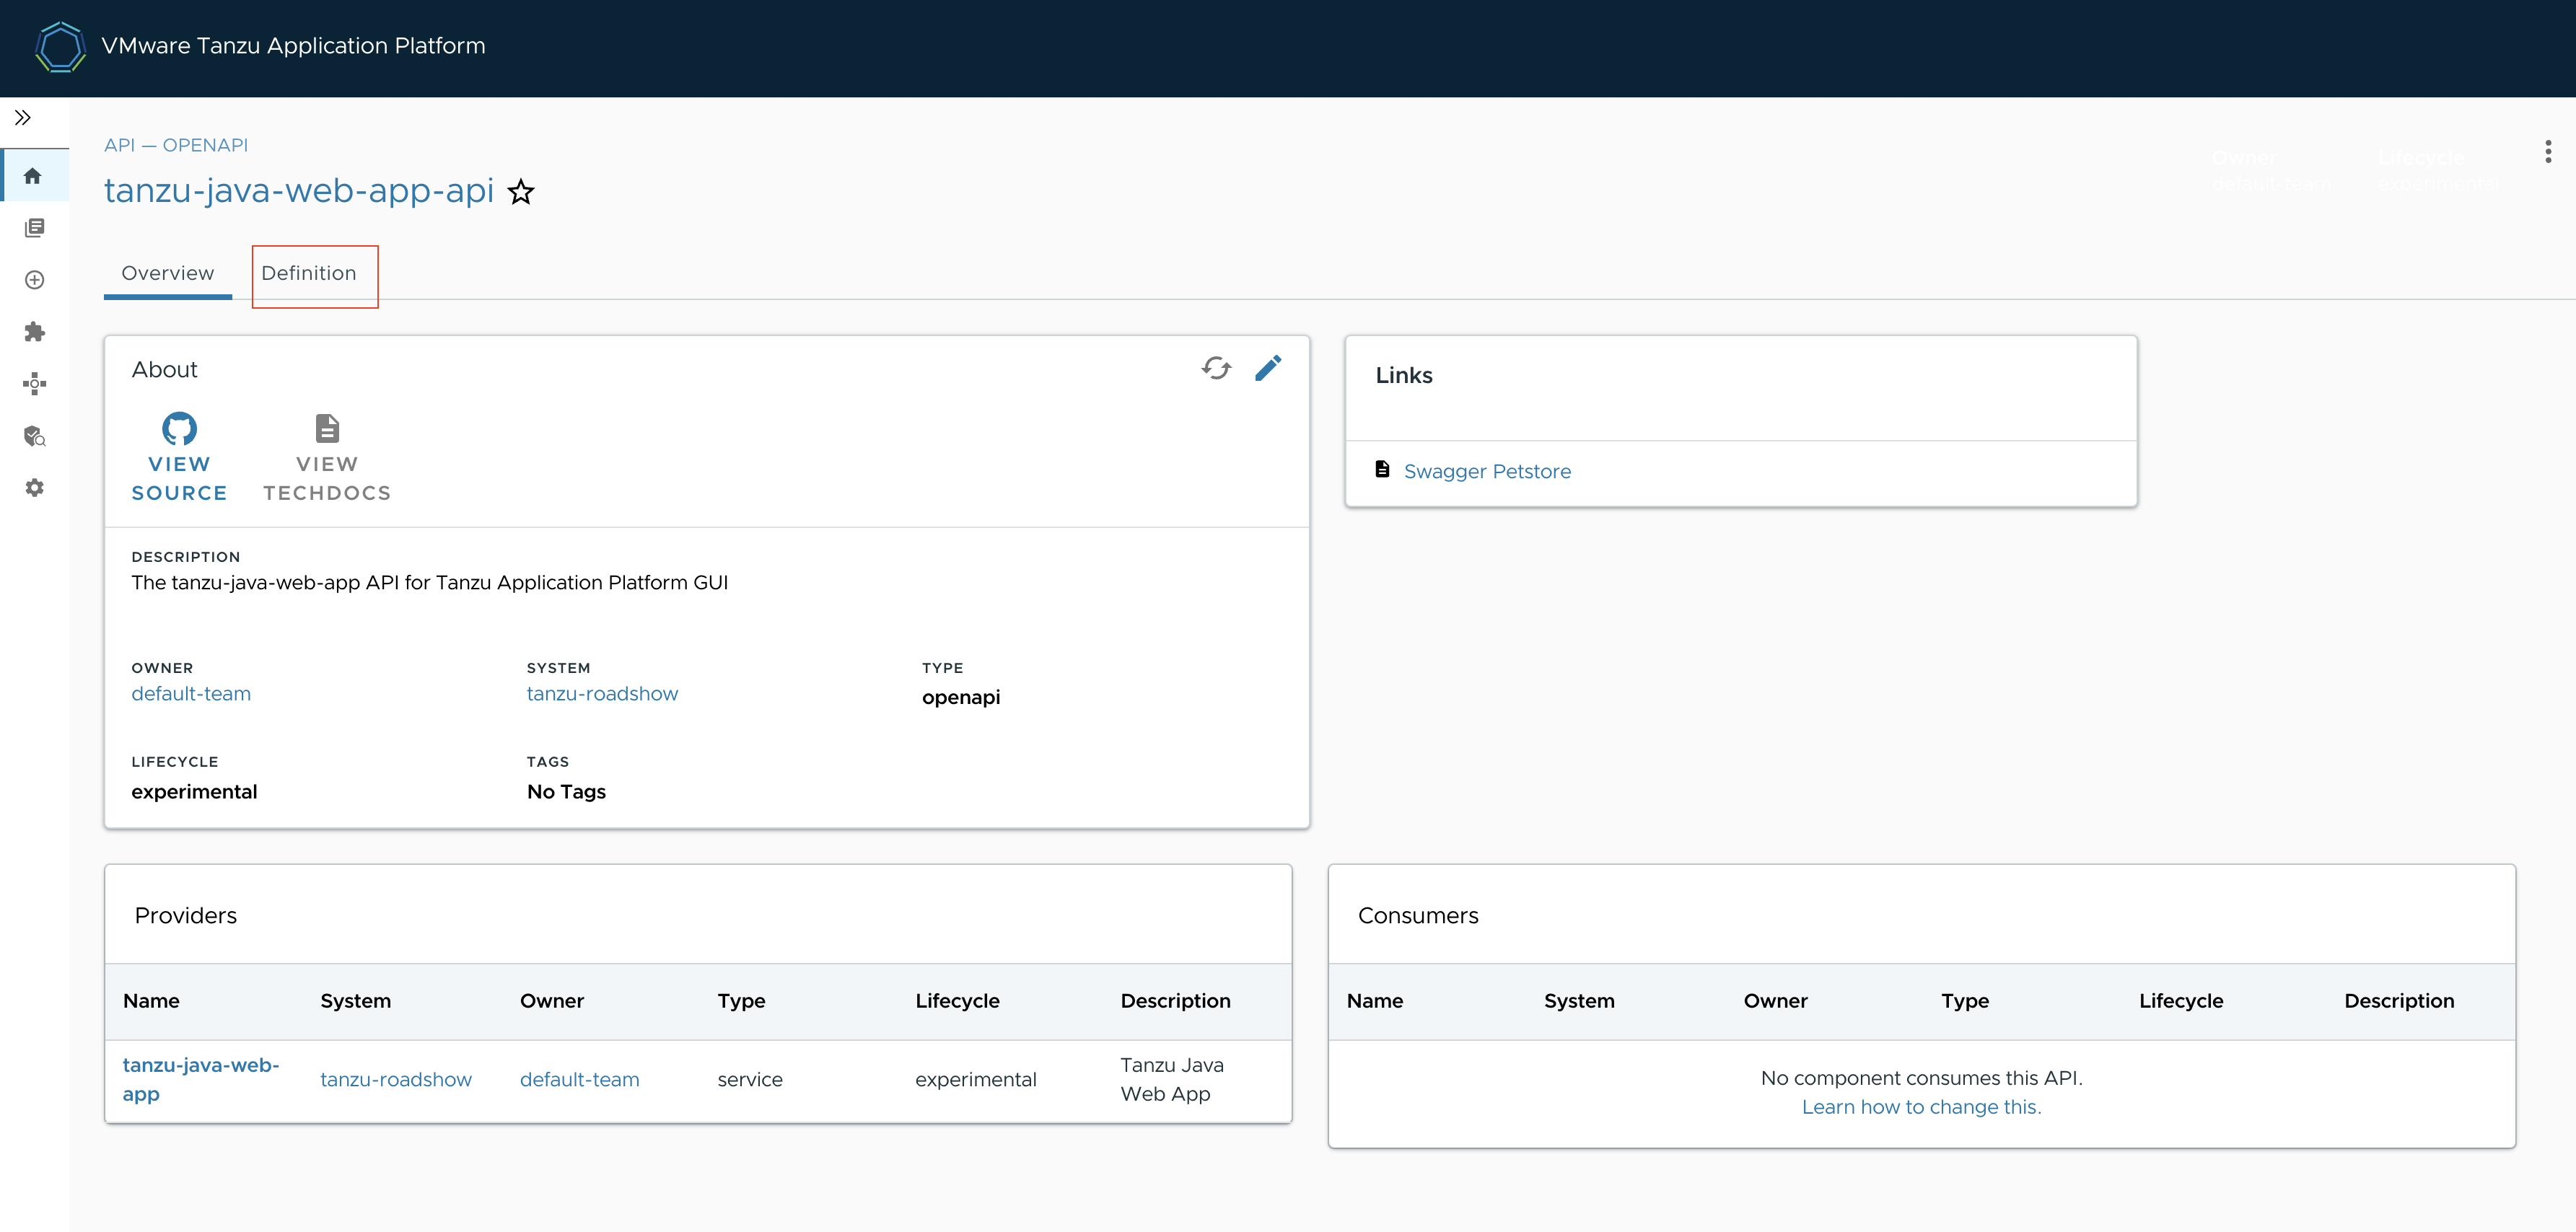 VMware Tanzu Application Platform
API — OPENAPI
tanzu-java-web-app-api
Owner
default-team
Lifecycle
experimental
Overview
Definition
About
VIEW
SOURCE
VIEW
TECHDOCS
DESCRIPTION
The tanzu-java-web-app API for Tanzu Application Platform GUI
OWNER
default-team
SYSTEM
tanzu-roadshow
TYPE
openapi
LIFECYCLE
experimental
TAGS
No Tags
Links
Swagger Petstore
Providers
Name System Owner Type Lifecycle Description
tanzu-java-web-
app
tanzu-roadshow
default-team
service
experimental
Tanzu Java
Web App
Consumers
Name System Owner Type Lifecycle Description
No component consumes this API.
Learn how to change this.